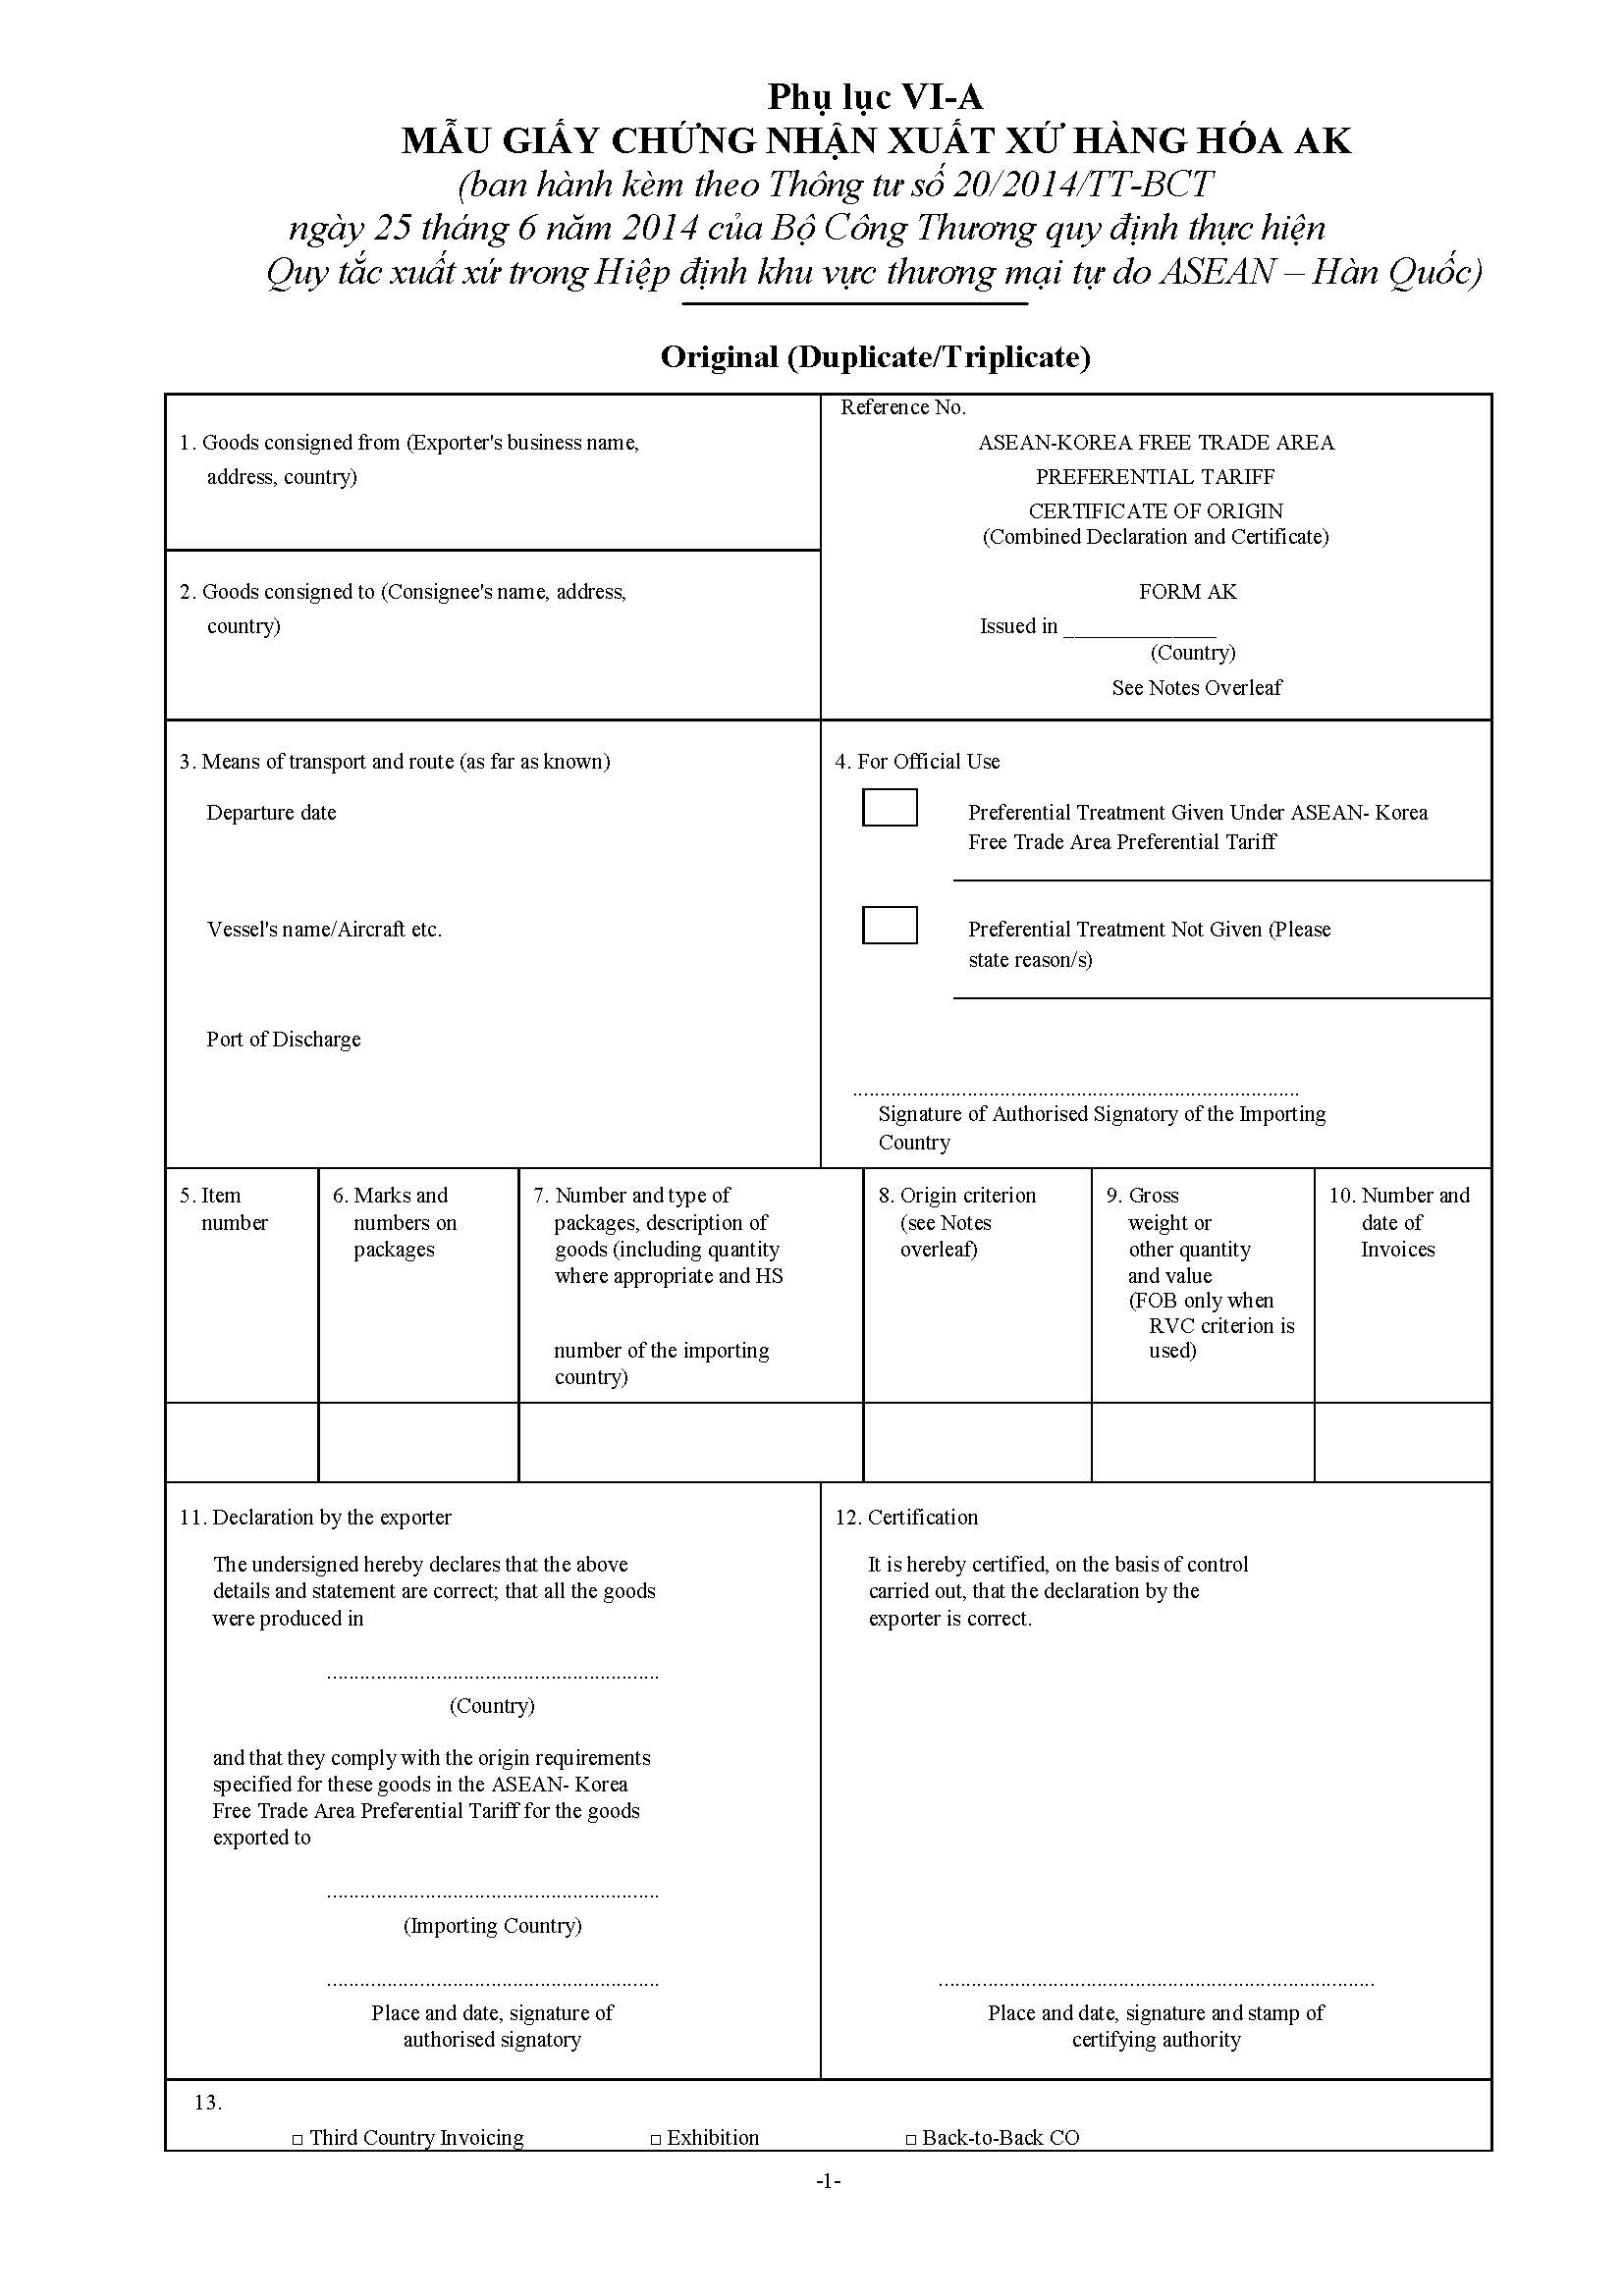 Phụ lục VI-A
MẪU GIẤY CHỨNG NHẬN XUẤT XỨ HÀNG HÓA AK
(ban hành kèm theo Thông tư số 20/2014/TT-BCT
ngày 25 tháng 6 năm 2014 của Bộ Công Thương quy định thực hiện
Quy tắc xuất xứ trong Hiệp định khu vực thương mại tự do ASEAN – Hàn Quốc)
Original (Duplicate/Triplicate)
1. Goods consigned from (Exporter's business name,
address, country)
2. Goods consigned to (Consignee's name, address,
country)
Reference No.
ASEAN-KOREA FREE TRADE AREA
PREFERENTIAL TARIFF
CERTIFICATE OF ORIGIN
(Combined Declaration and Certificate)
FORM AK
Issued in ______________
(Country)
See Notes Overleaf
3. Means of transport and route (as far as known)
Departure date
Vessel's name/Aircraft etc.
Port of Discharge
4. For Official Use
Preferential Treatment Given Under ASEAN- Korea
Free Trade Area Preferential Tariff
Preferential Treatment Not Given (Please
state reason/s)
Signature of Authorised Signatory of the Importing
Country
5. Item
number
6. Marks and
numbers on
packages
7. Number and type of
packages, description of
goods (including quantity
where appropriate and HS
number of the importing
country)
8. Origin criterion
(see Notes
overleaf)
9. Gross
weight or
other quantity
and value
(FOB only when
RVC criterion is
used)
10. Number and
date of
Invoices
11. Declaration by the exporter
The undersigned hereby declares that the above
details and statement are correct; that all the goods
were produced in
(Country)
and that they comply with the origin requirements
specified for these goods in the ASEAN- Korea
Free Trade Area Preferential Tariff for the goods
exported to
(Importing Country)
Place and date, signature of
authorised signatory
12. Certification
It is hereby certified, on the basis of control
carried out, that the declaration by the
exporter is correct.
Place and date, signature and stamp of
certifying authority
13.
□ Third Country Invoicing
□ Exhibition
□ Back-to-Back CO
-1-